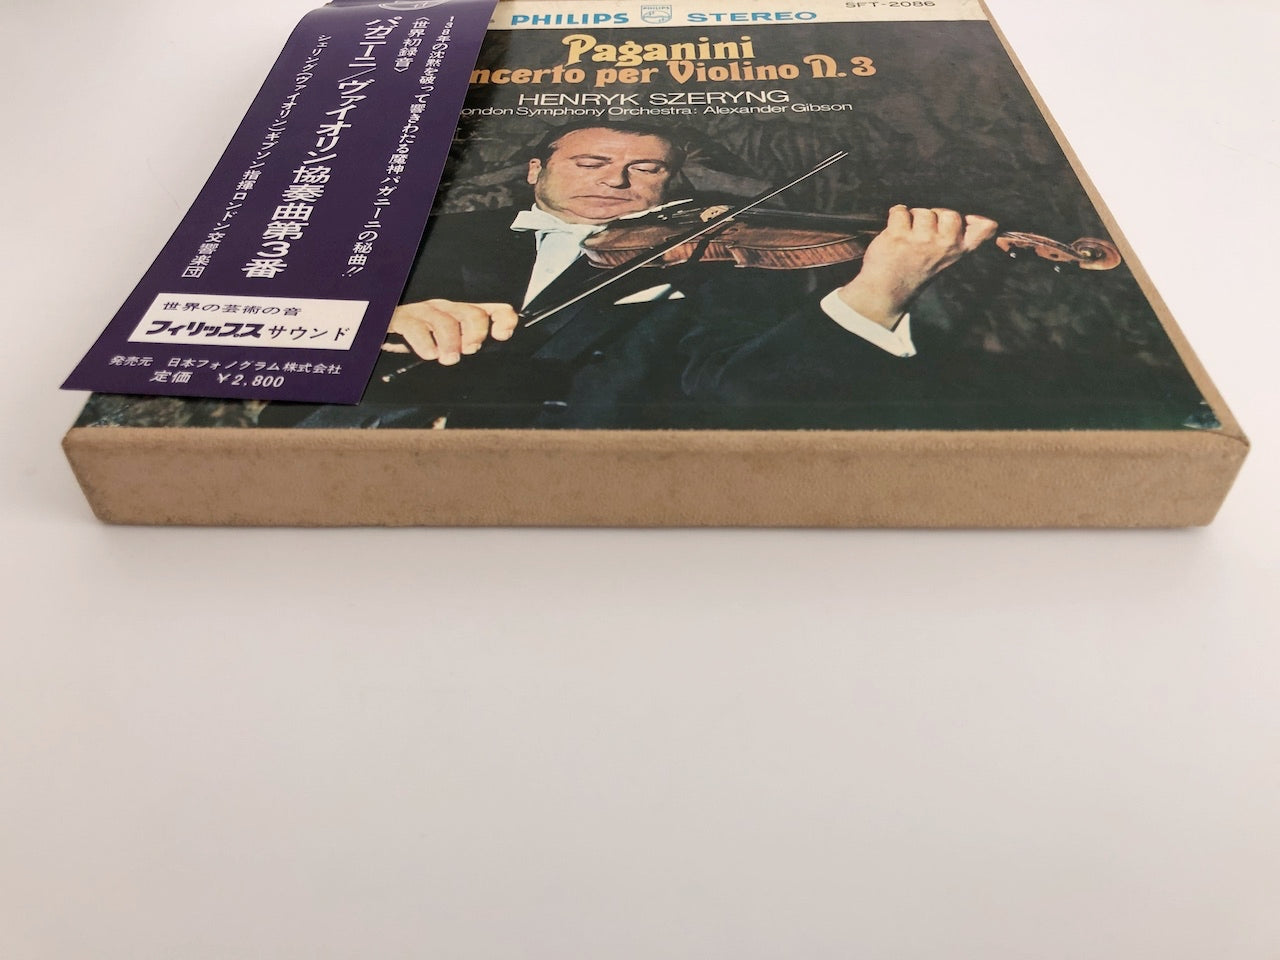 PHILIPS PHILIPS STEREO SFT-2086
Paganini
ncerto per Violino N.3
HENRYK SZERYNG
ondon Symphony Orchestra: Alexander Gibson
138年の沈黙を破って響きわたる魔神パガニーニの秘曲!!
〈世界初録音〉
パガニーニ/ヴァイオリン協奏曲第3番
シェリング(ヴァイオリン)ギブソン指揮ロンドン交響楽団
世界の芸術の音
フィリップス サウンド
発売元 日本フォノグラム株式会社
定価 ¥2.800